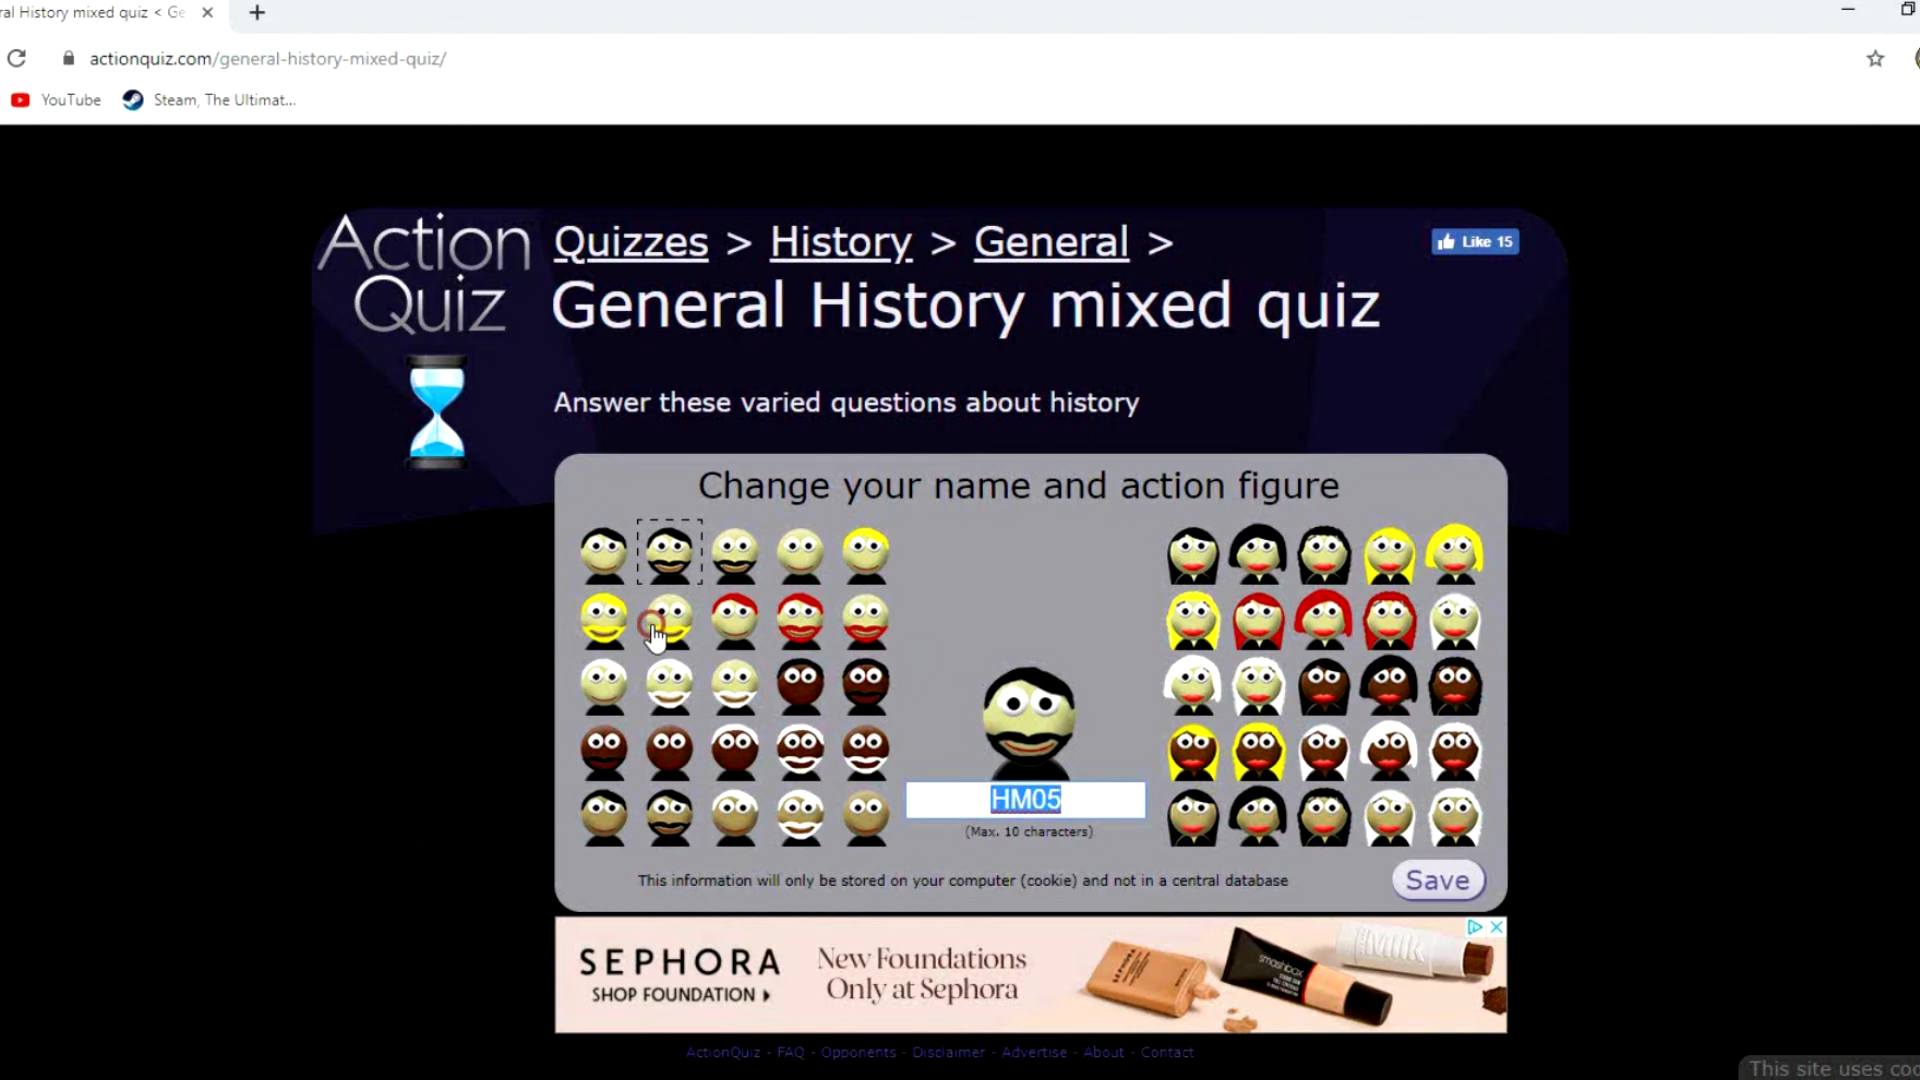 ral History mixed quiz < Ge
actionquiz.com/general-history-mixed-quiz/
YouTube
Steam, The Ultimat...
Action
Quiz
Quizzes > History > General >
Like 15
General History mixed quiz
Answer these varied questions about history
Change your name and action figure
HM05
(Max. 10 characters)
This information will only be stored on your computer (cookie) and not in a central database
Save
SEPHORA
SHOP FOUNDATION
New Foundations
Only at Sephora
smashbox
MILK
ActionQuiz - FAQ - Opponents - Disclaimer - Advertise - About - Contact
This site uses coo